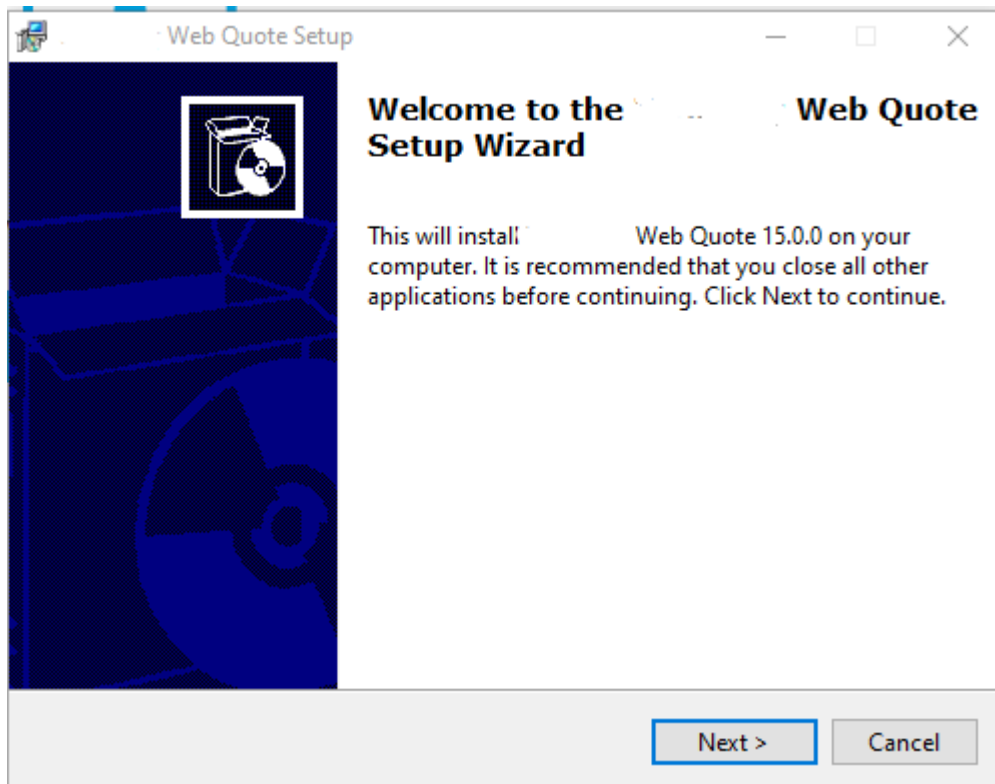 Web Quote Setup
Welcome to the Web Quote
Setup Wizard
This will install Web Quote 15.0.0 on your
computer. It is recommended that you close all other
applications before continuing. Click Next to continue.
Next >
Cancel